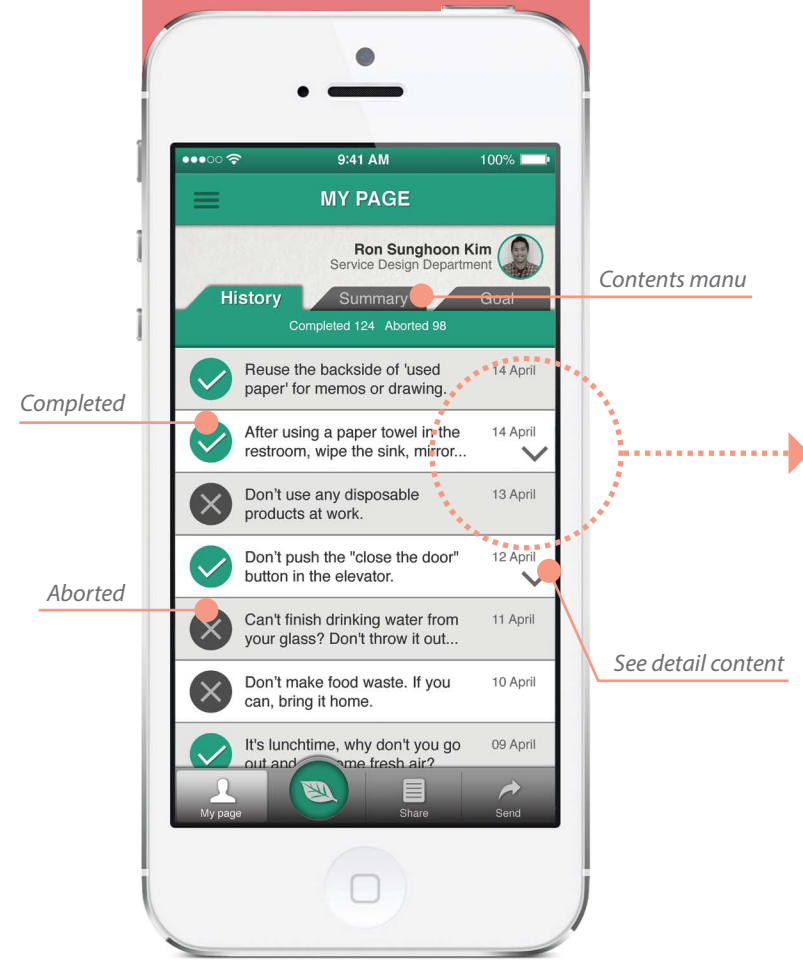 9:41 AM
100%
MY PAGE
Ron Sunghoon Kim
Service Design Department
Contents manu
History
Summary
Goal
Completed 124 Aborted 98
Reuse the backside of 'used
paper' for memos or drawing.
14 April
Completed
After using a paper towel in the
restroom, wipe the sink, mirror...
14 April
Don't use any disposable
products at work.
13 April
Don't push the "close the door"
button in the elevator.
12 April
Aborted
Can't finish drinking water from
your glass? Don't throw it out...
11 April
See detail content
Don't make food waste. If you
can, bring it home.
10 April
It's lunchtime, why don't you go
out and ome fresh air?
09 April
My page
Share
Send